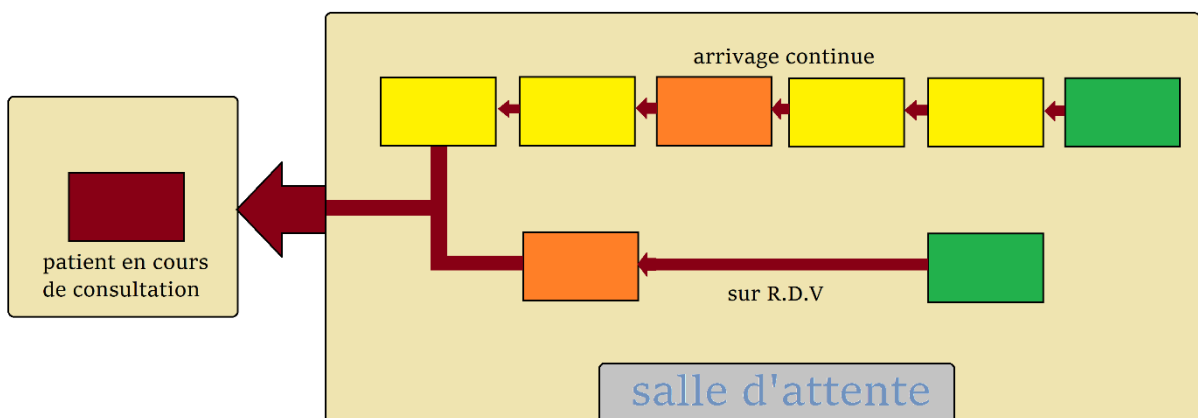 arrivage continue
patient en cours
de consultation
sur R.D.V
salle d'attente